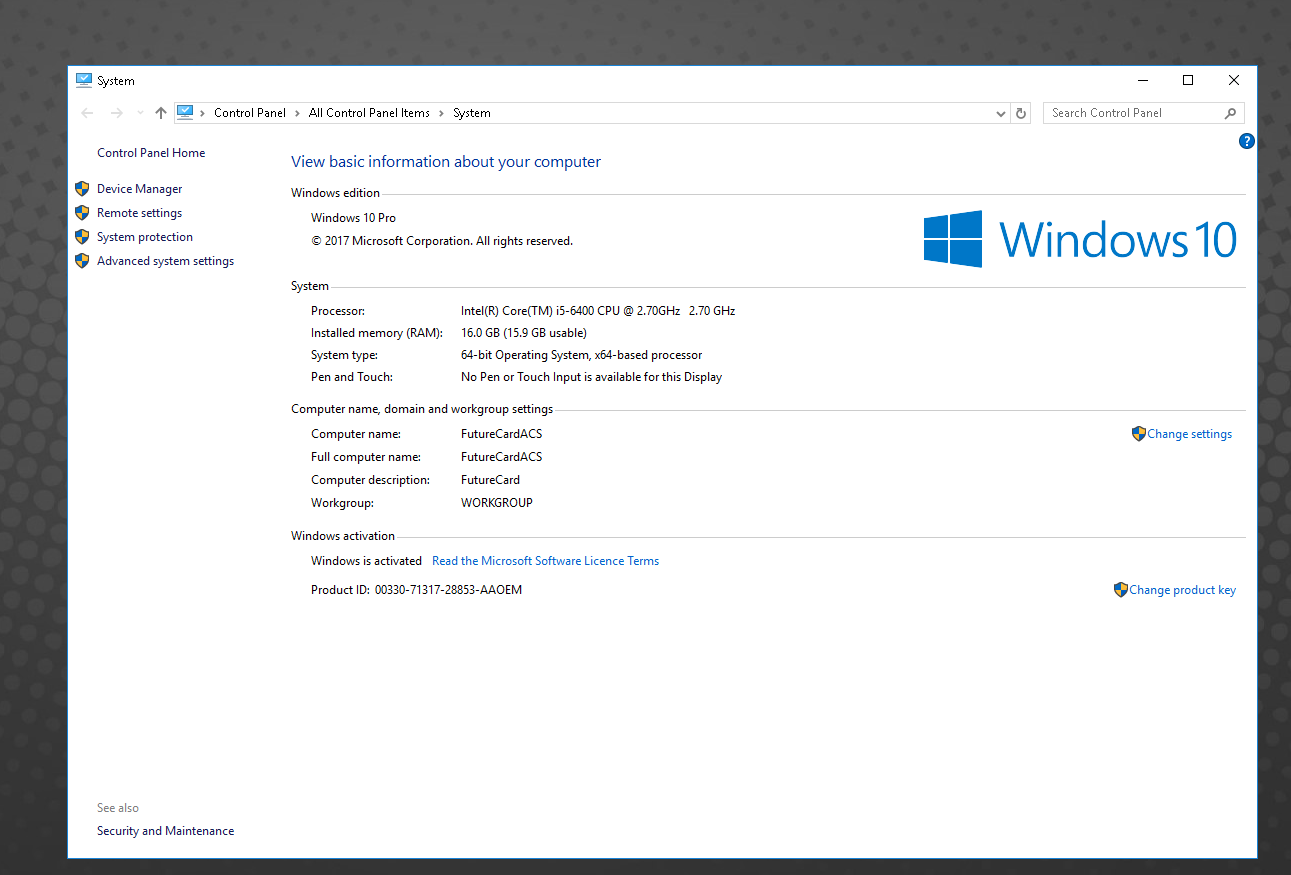 System
Control Panel > All Control Panel Items > System
Search Control Panel
?
Control Panel Home
Device Manager
Remote settings
System protection
Advanced system settings
View basic information about your computer
Windows edition
Windows 10 Pro
© 2017 Microsoft Corporation. All rights reserved.
Windows 10
System
Processor: Intel(R) Core(TM) i5-6400 CPU @ 2.70GHz 2.70 GHz
Installed memory (RAM): 16.0 GB (15.9 GB usable)
System type: 64-bit Operating System, x64-based processor
Pen and Touch: No Pen or Touch Input is available for this Display
Computer name, domain and workgroup settings
Computer name: FutureCardACS
Change settings
Full computer name: FutureCardACS
Computer description: FutureCard
Workgroup: WORKGROUP
Windows activation
Windows is activated Read the Microsoft Software Licence Terms
Product ID: 00330-71317-28853-AAOEM
Change product key
See also
Security and Maintenance